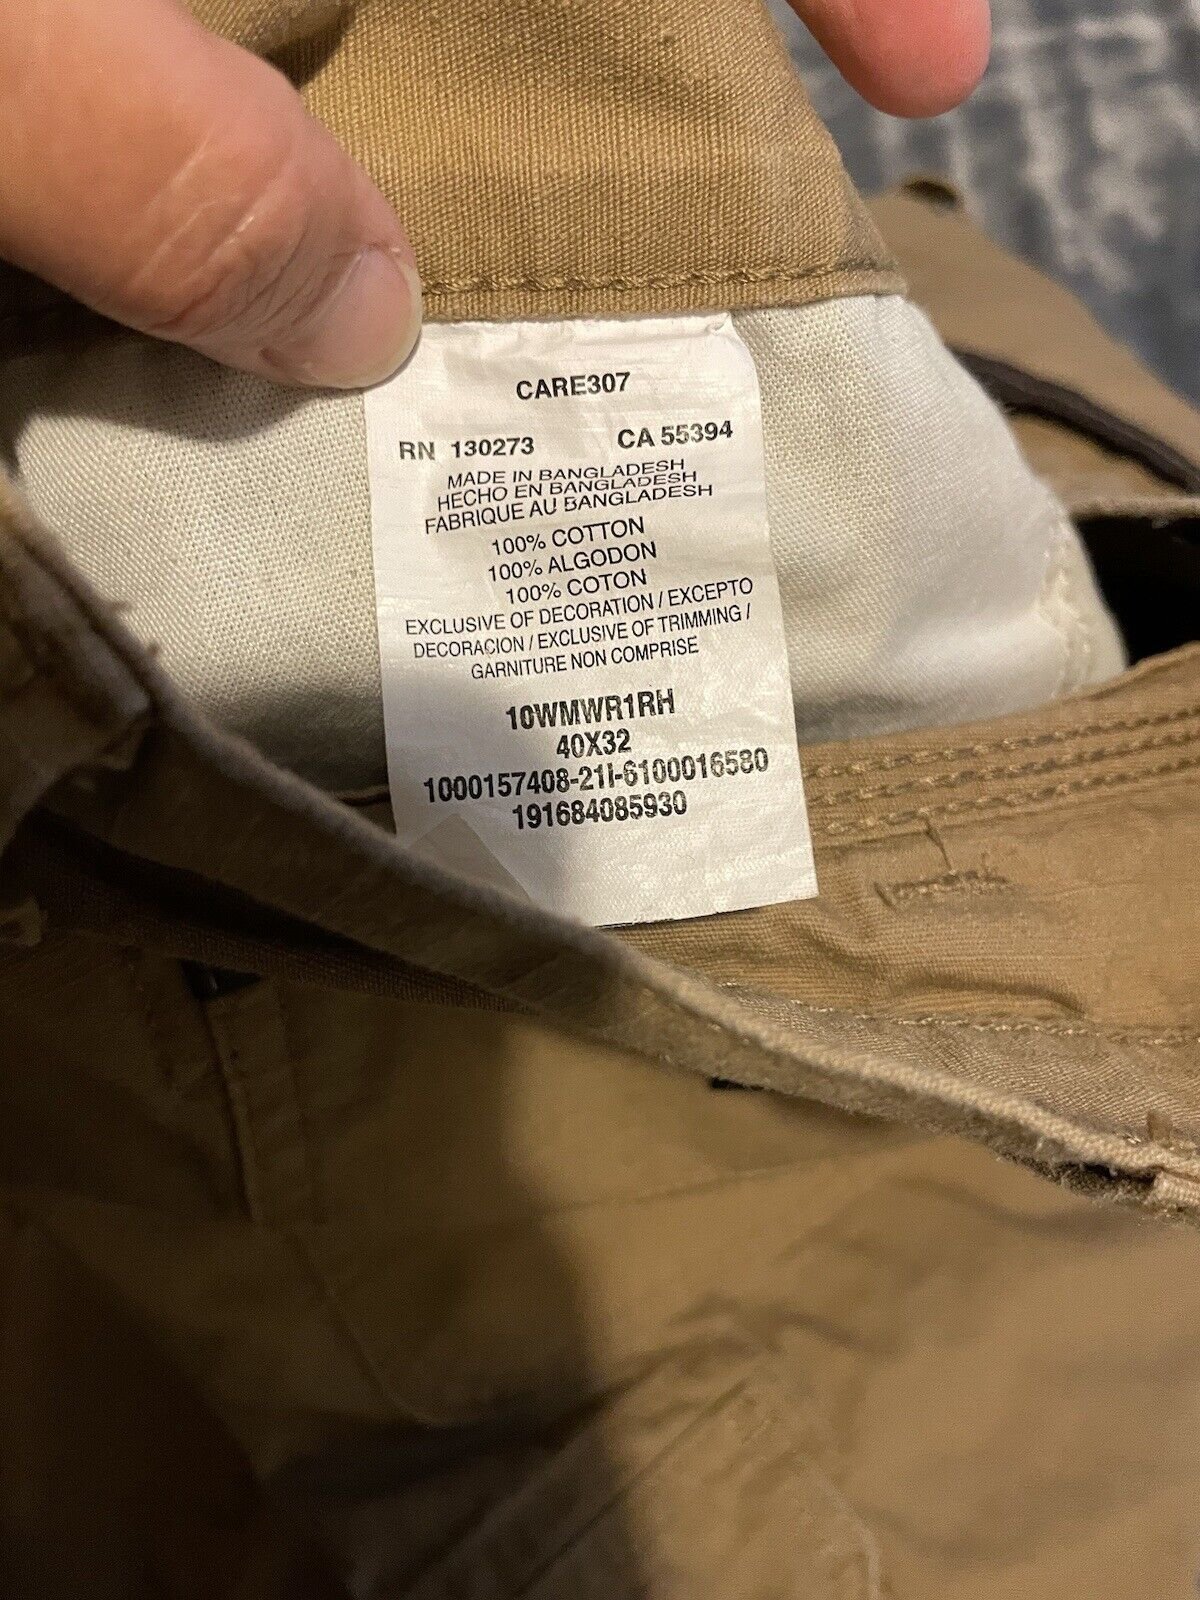 CARE307
RN 130273 CA 55394
MADE IN BANGLADESH
HECHO EN BANGLADESH
FABRIQUE AU BANGLADESH
100% COTTON
100% ALGODON
100% COTON
EXCLUSIVE OF DECORATION / EXCEPTO
DECORACION / EXCLUSIVE OF TRIMMING /
GARNITURE NON COMPRISE
10WMWR1RH
40X32
1000157408-21I-6100016580
191684085930